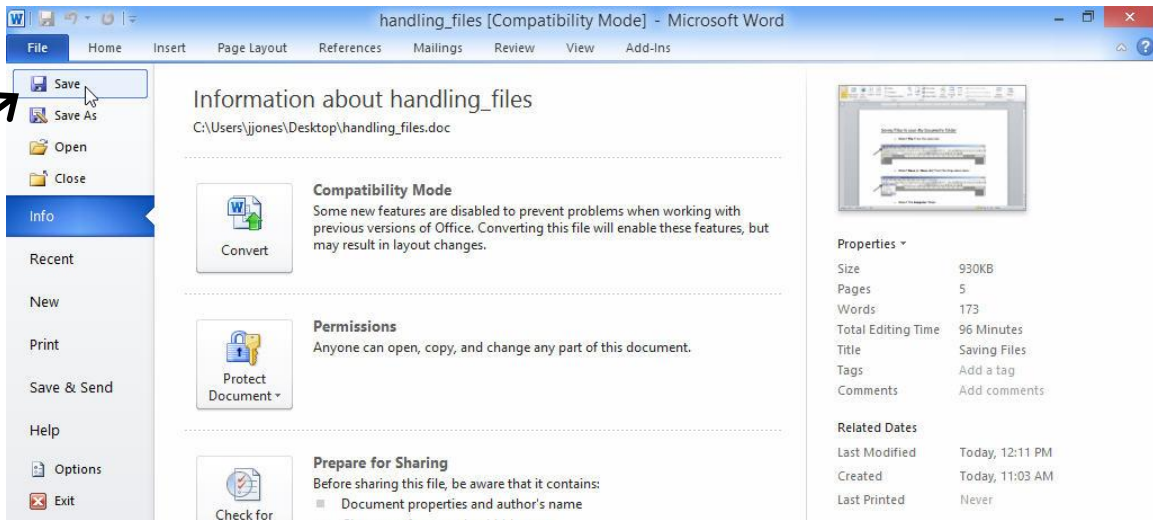 handling_files [Compatibility Mode] - Microsoft Word
File Home Insert Page Layout References Mailings Review View Add-Ins
Save
Save As
Open
Close
Info
Recent
New
Print
Save & Send
Help
Options
Exit
Information about handling_files
C:\Users\jjones\Desktop\handling_files.doc
Convert
Compatibility Mode
Some new features are disabled to prevent problems when working with
previous versions of Office. Converting this file will enable these features, but
may result in layout changes.
Protect
Document
Permissions
Anyone can open, copy, and change any part of this document.
Check for
Prepare for Sharing
Before sharing this file, be aware that it contains:
Document properties and author's name
Properties
Size 930KB
Pages 5
Words 173
Total Editing Time 96 Minutes
Title Saving Files
Tags Add a tag
Comments Add comments
Related Dates
Last Modified Today, 12:11 PM
Created Today, 11:03 AM
Last Printed Never